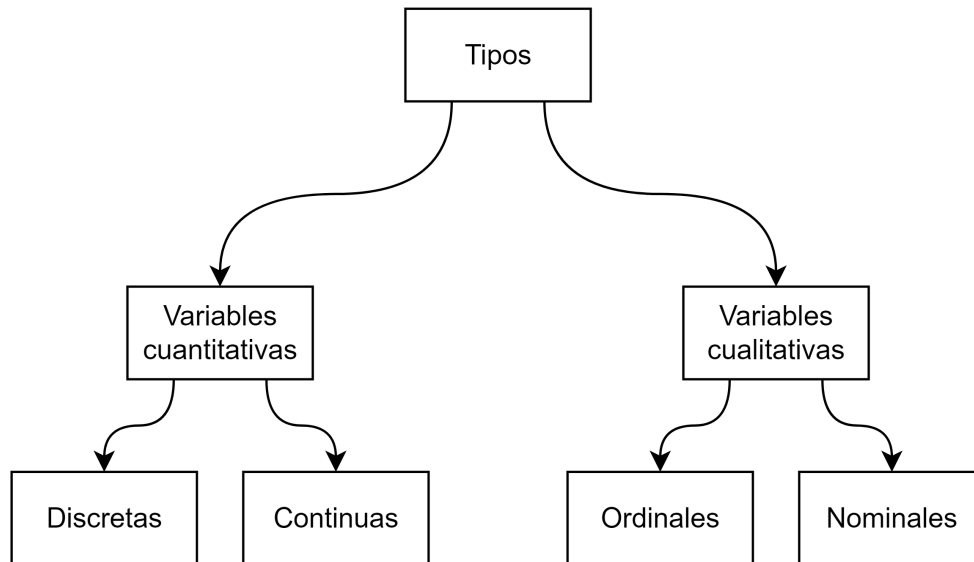 Tipos
Variables
cuantitativas
Variables
cualitativas
Discretas
Continuas
Ordinales
Nominales